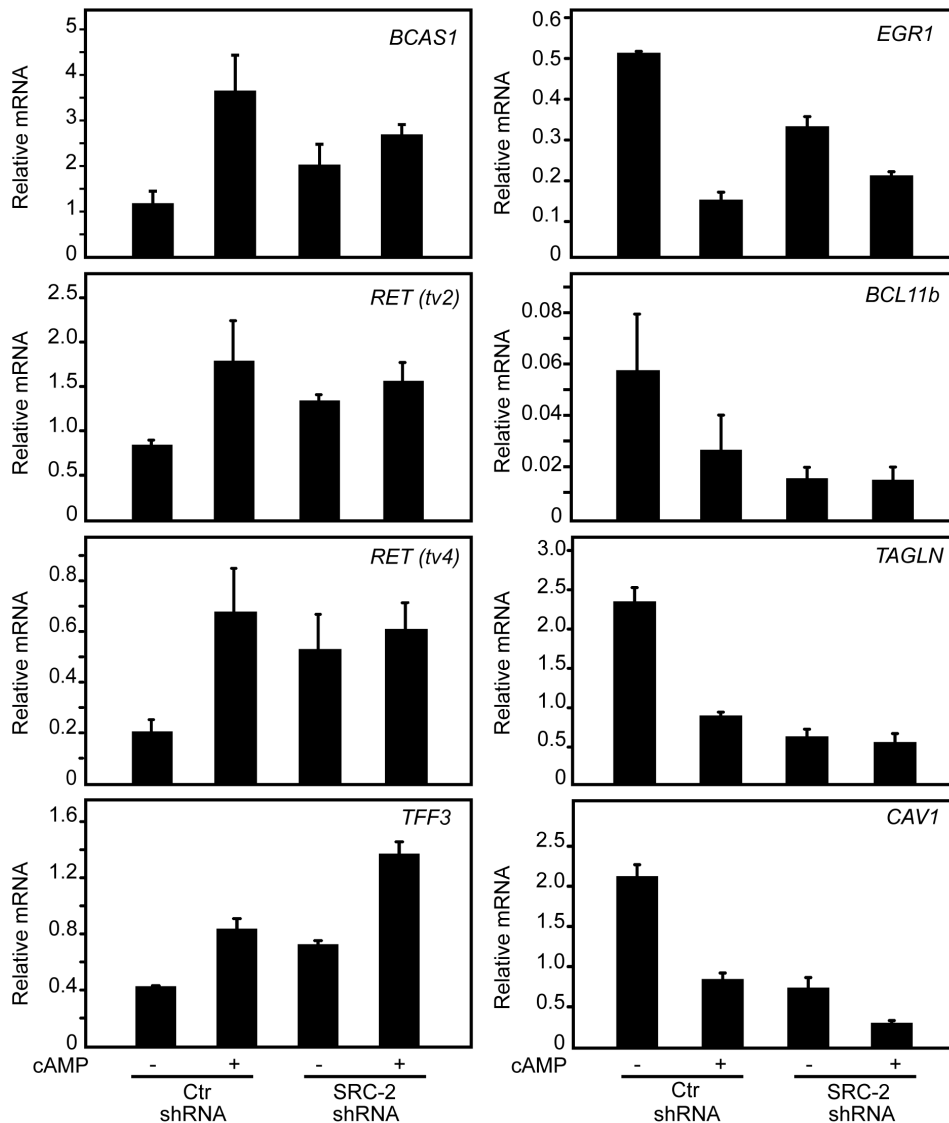 BCAS1
Relative mRNA
5
4
3
2
1
0
EGR1
Relative mRNA
0.6
0.5
0.4
0.3
0.2
0.1
0
RET (tv2)
Relative mRNA
2.5
2.0
1.5
1.0
0.5
0
BCL11b
Relative mRNA
0.08
0.06
0.04
0.02
0
RET (tv4)
Relative mRNA
0.8
0.6
0.4
0.2
0
TAGLN
Relative mRNA
3.0
2.5
2.0
1.5
1.0
0.5
0
TFF3
Relative mRNA
1.6
1.2
0.8
0.4
0
CAV1
Relative mRNA
2.5
2.0
1.5
1.0
0.5
0
cAMP - + - +
Ctr
shRNA
SRC-2
shRNA
- + - +
Ctr
shRNA
SRC-2
shRNA